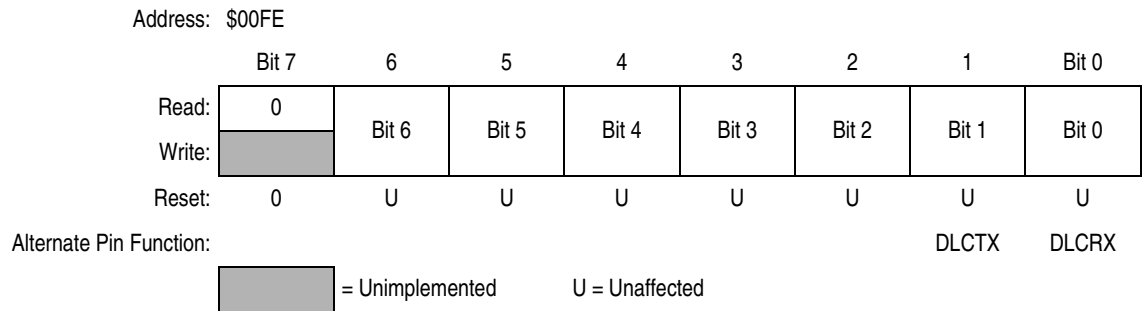 Address: $00FE
Bit 7 6 5 4 3 2 1 Bit 0
Read: 0 Bit 6 Bit 5 Bit 4 Bit 3 Bit 2 Bit 1 Bit 0
Write:
Reset: 0 U U U U U U U
Alternate Pin Function: DLCTX DLCRX
= Unimplemented U = Unaffected